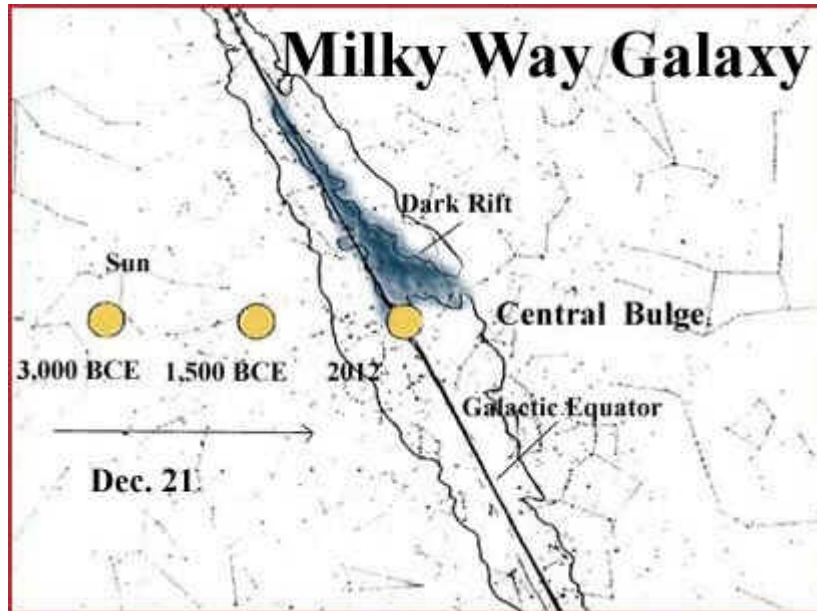 Milky Way Galaxy
Dark Rift
Sun
Central Bulge
3,000 BCE 1,500 BCE 2012
Galactic Equator
Dec. 21